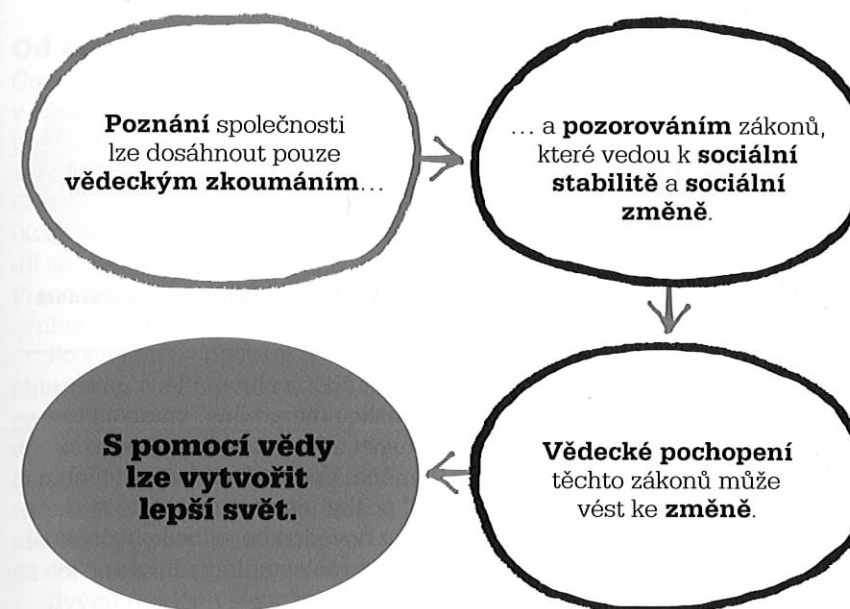 Poznání společnosti
lze dosáhnout pouze
vědeckým zkoumáním…
… a pozorováním zákonů,
které vedou k sociální
stabilitě a sociální
změně.
Vědecké pochopení
těchto zákonů může
vést ke změně.
S pomocí vědy
lze vytvořit
lepší svět.